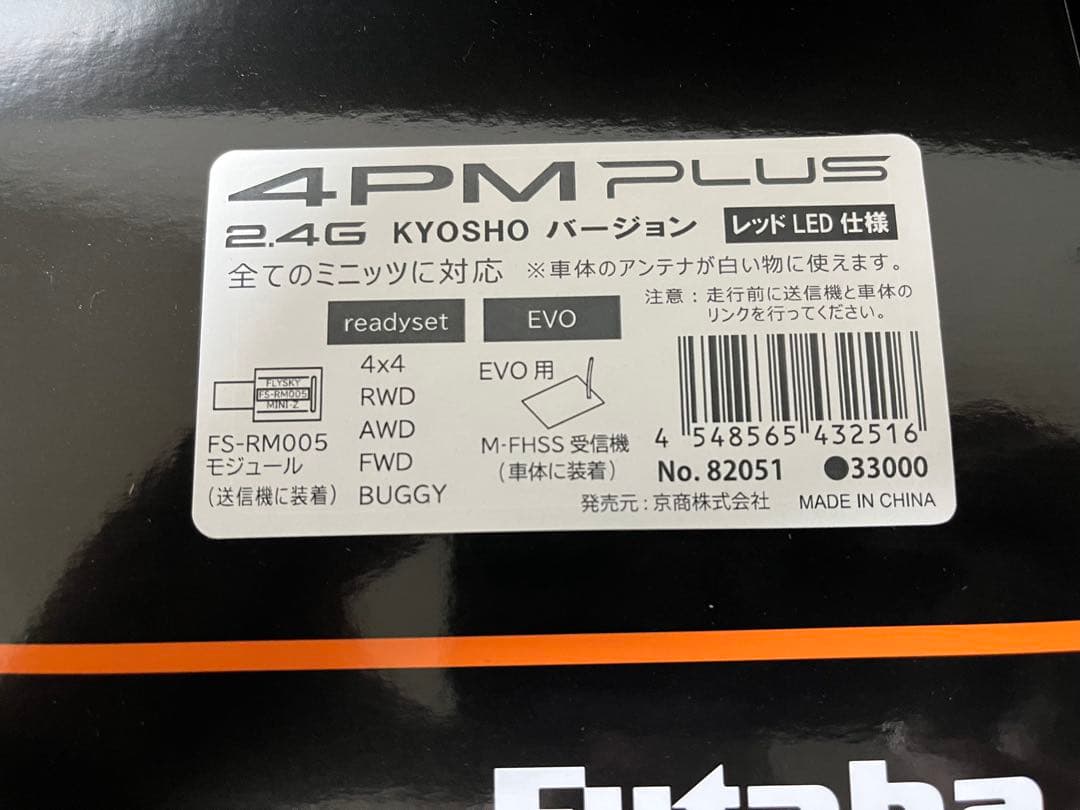 4PM PLUS
2.4G KYOSHO バージョン レッド LED 仕様
全てのミニッツに対応 ※車体のアンテナが白い物に使えます。
注意：走行前に送信機と車体の
リンクを行ってください。
readyset
EVO
FLYSKY
FS-RM005
MINI-Z
FS-RM005
モジュール
（送信機に装着）
4x4
RWD
AWD
FWD
BUGGY
EVO 用
M-FHSS 受信機
（車体に装着）
4 548565 432516
No. 82051 ●33000
発売元：京商株式会社 MADE IN CHINA
Futaba